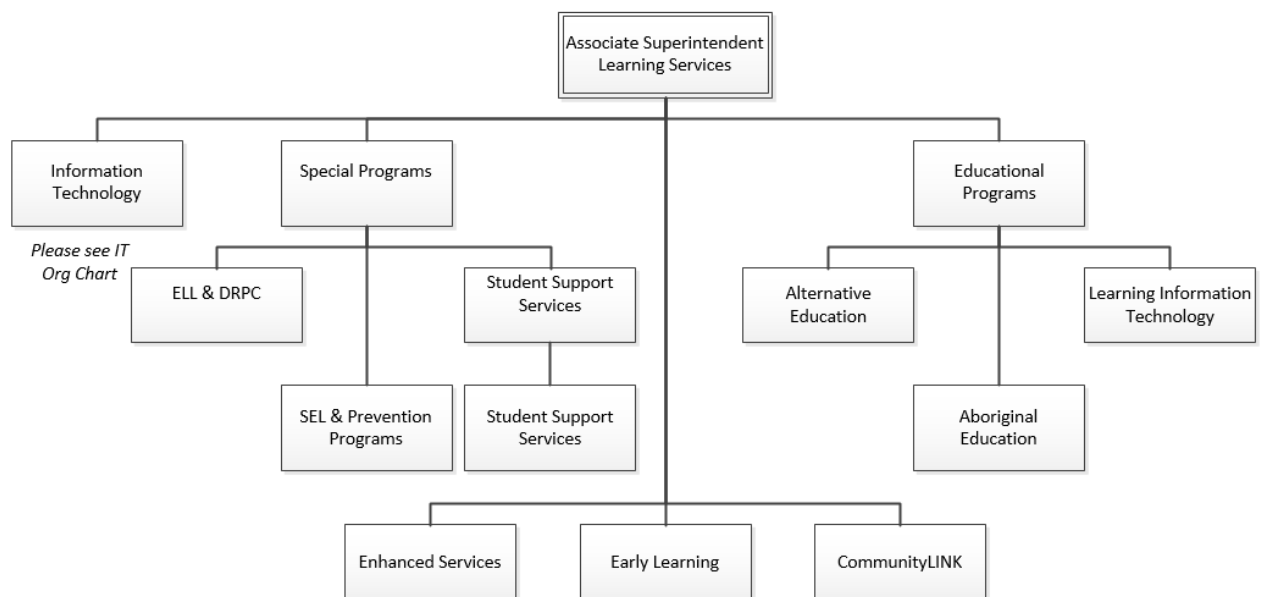 Associate Superintendent
Learning Services
Information
Technology
Special Programs
Educational
Programs
Please see IT
Org Chart
ELL & DRPC
Student Support
Services
Alternative
Education
Learning Information
Technology
SEL & Prevention
Programs
Student Support
Services
Aboriginal
Education
Enhanced Services
Early Learning
CommunityLINK